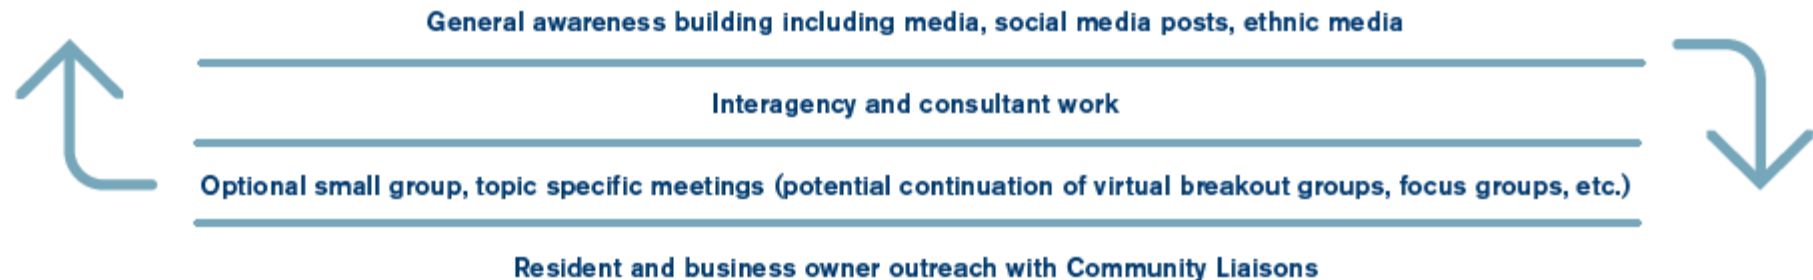 General awareness building including media, social media posts, ethnic media
Interagency and consultant work
Optional small group, topic specific meetings (potential continuation of virtual breakout groups, focus groups, etc.)
Resident and business owner outreach with Community Liaisons